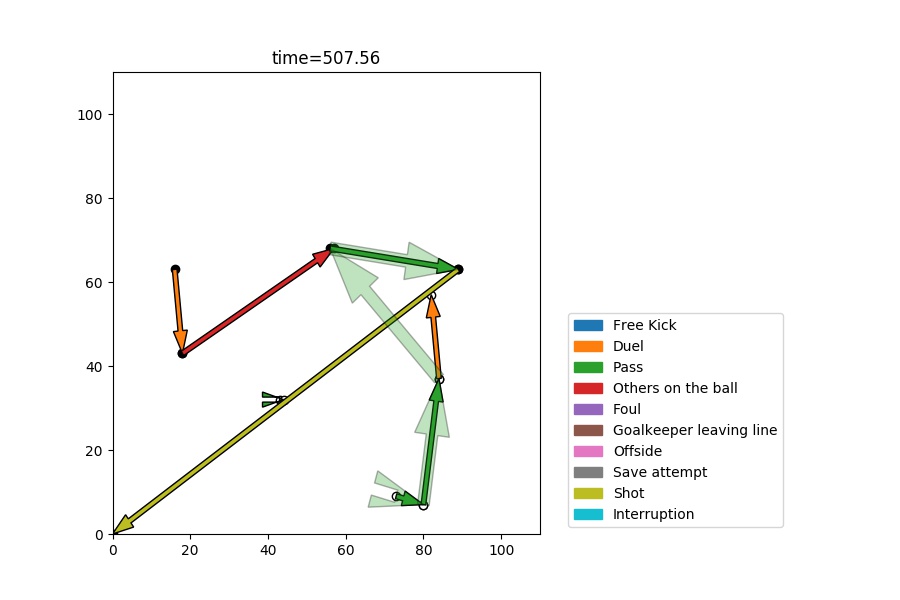 time=507.56
100
80
60
40
20
0
0 20 40 60 80 100
Free Kick
Duel
Pass
Others on the ball
Foul
Goalkeeper leaving line
Offside
Save attempt
Shot
Interruption